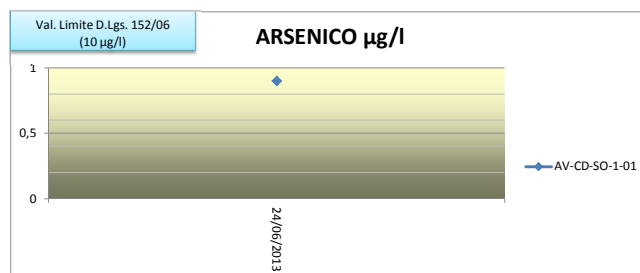 Val. Limite D.Lgs. 152/06
(10 µg/l)
ARSENICO µg/l
1
0,5
0
24/06/2013
AV-CD-SO-1-01